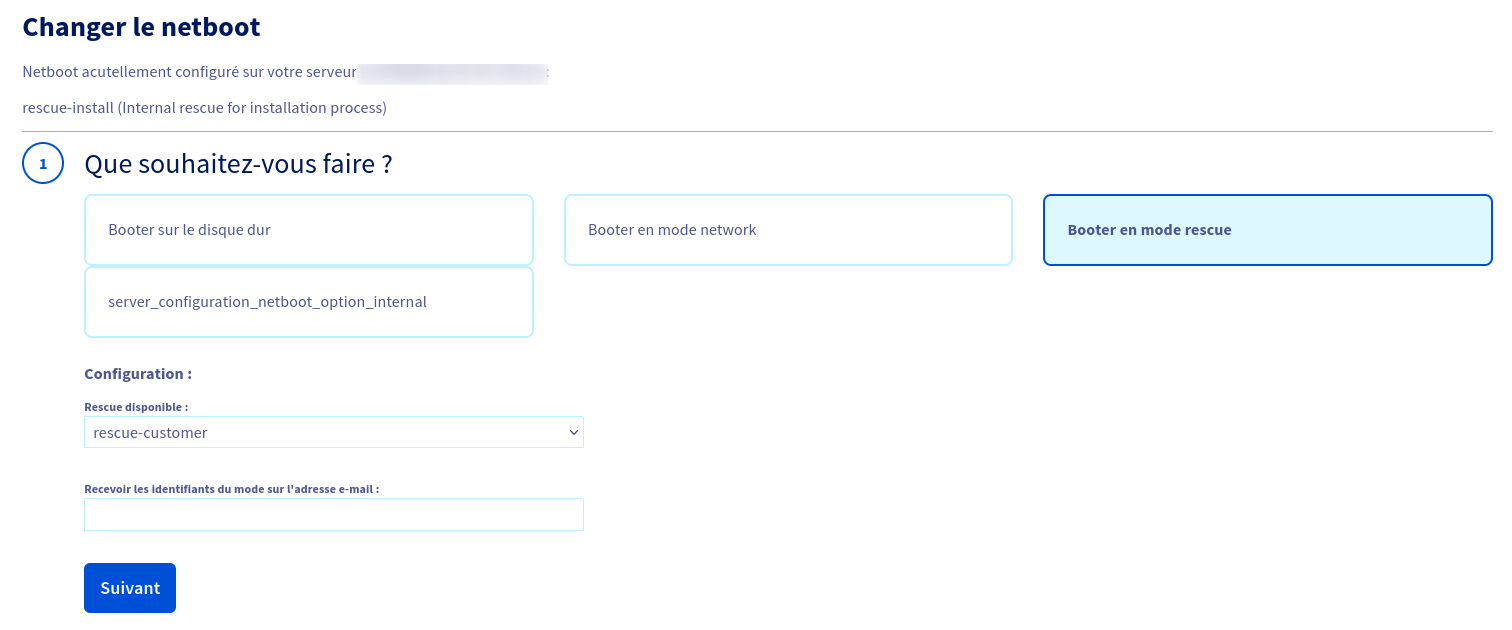 Changer le netboot
Netboot acutellement configuré sur votre serveur :
rescue-install (Internal rescue for installation process)
1 Que souhaitez-vous faire ?
Booter sur le disque dur
Booter en mode network
Booter en mode rescue
server_configuration_netboot_option_internal
Configuration :
Rescue disponible :
rescue-customer
Recevoir les identifiants du mode sur l'adresse e-mail :
Suivant